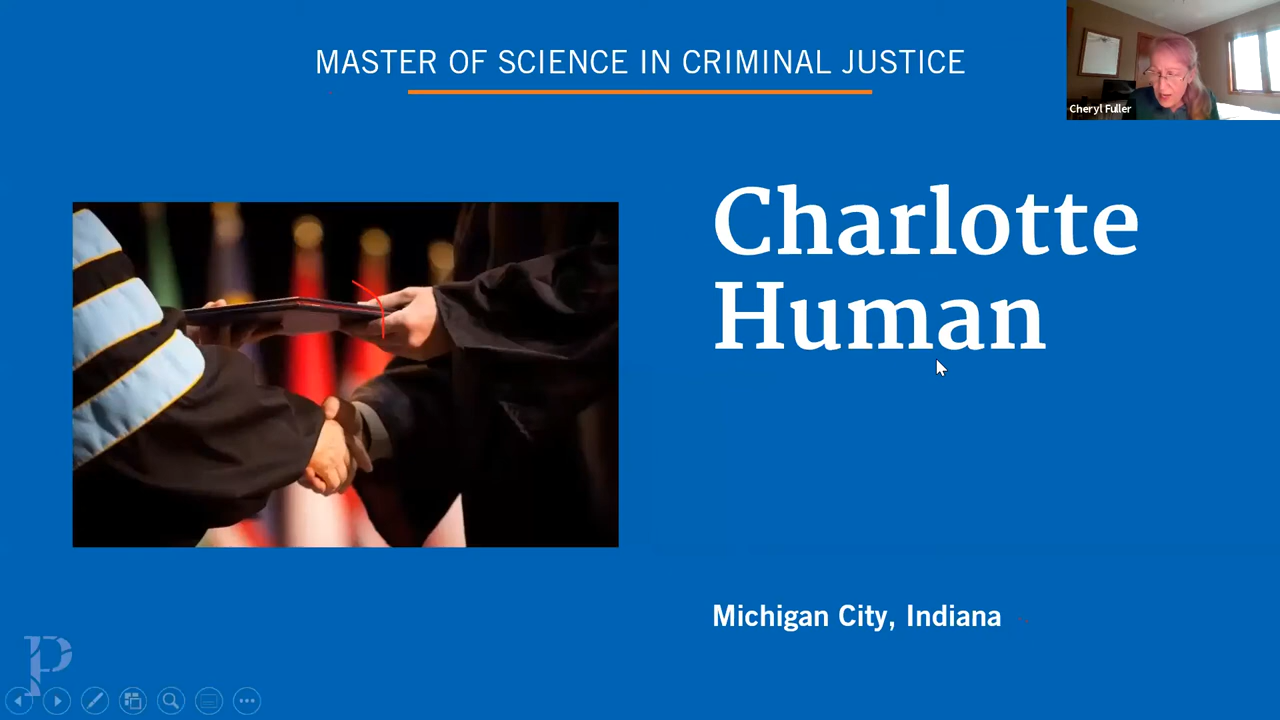 MASTER OF SCIENCE IN CRIMINAL JUSTICE
Cheryl Fuller
Charlotte
Human
Michigan City, Indiana
P